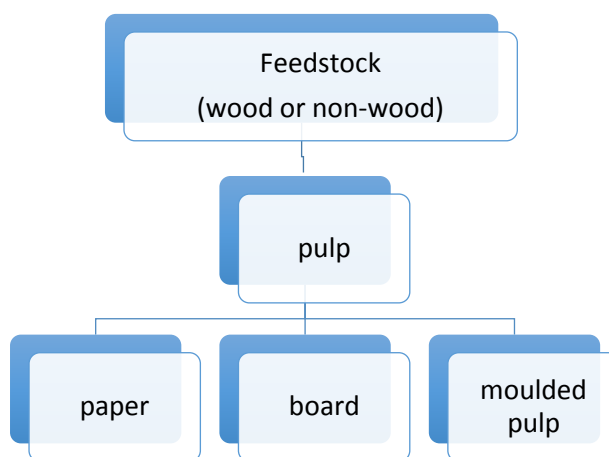 Feedstock
(wood or non-wood)
pulp
paper
board
moulded
pulp